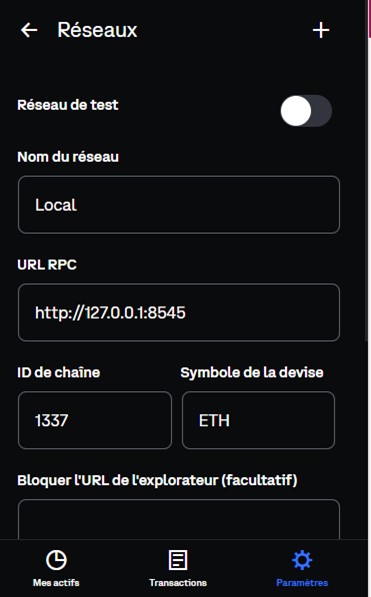 Réseaux
Réseau de test
Nom du réseau
Local
URL RPC
http://127.0.0.1:8545
ID de chaîne Symbole de la devise
1337 ETH
Bloquer l'URL de l'explorateur (facultatif)
Mes actifs Transactions Paramètres